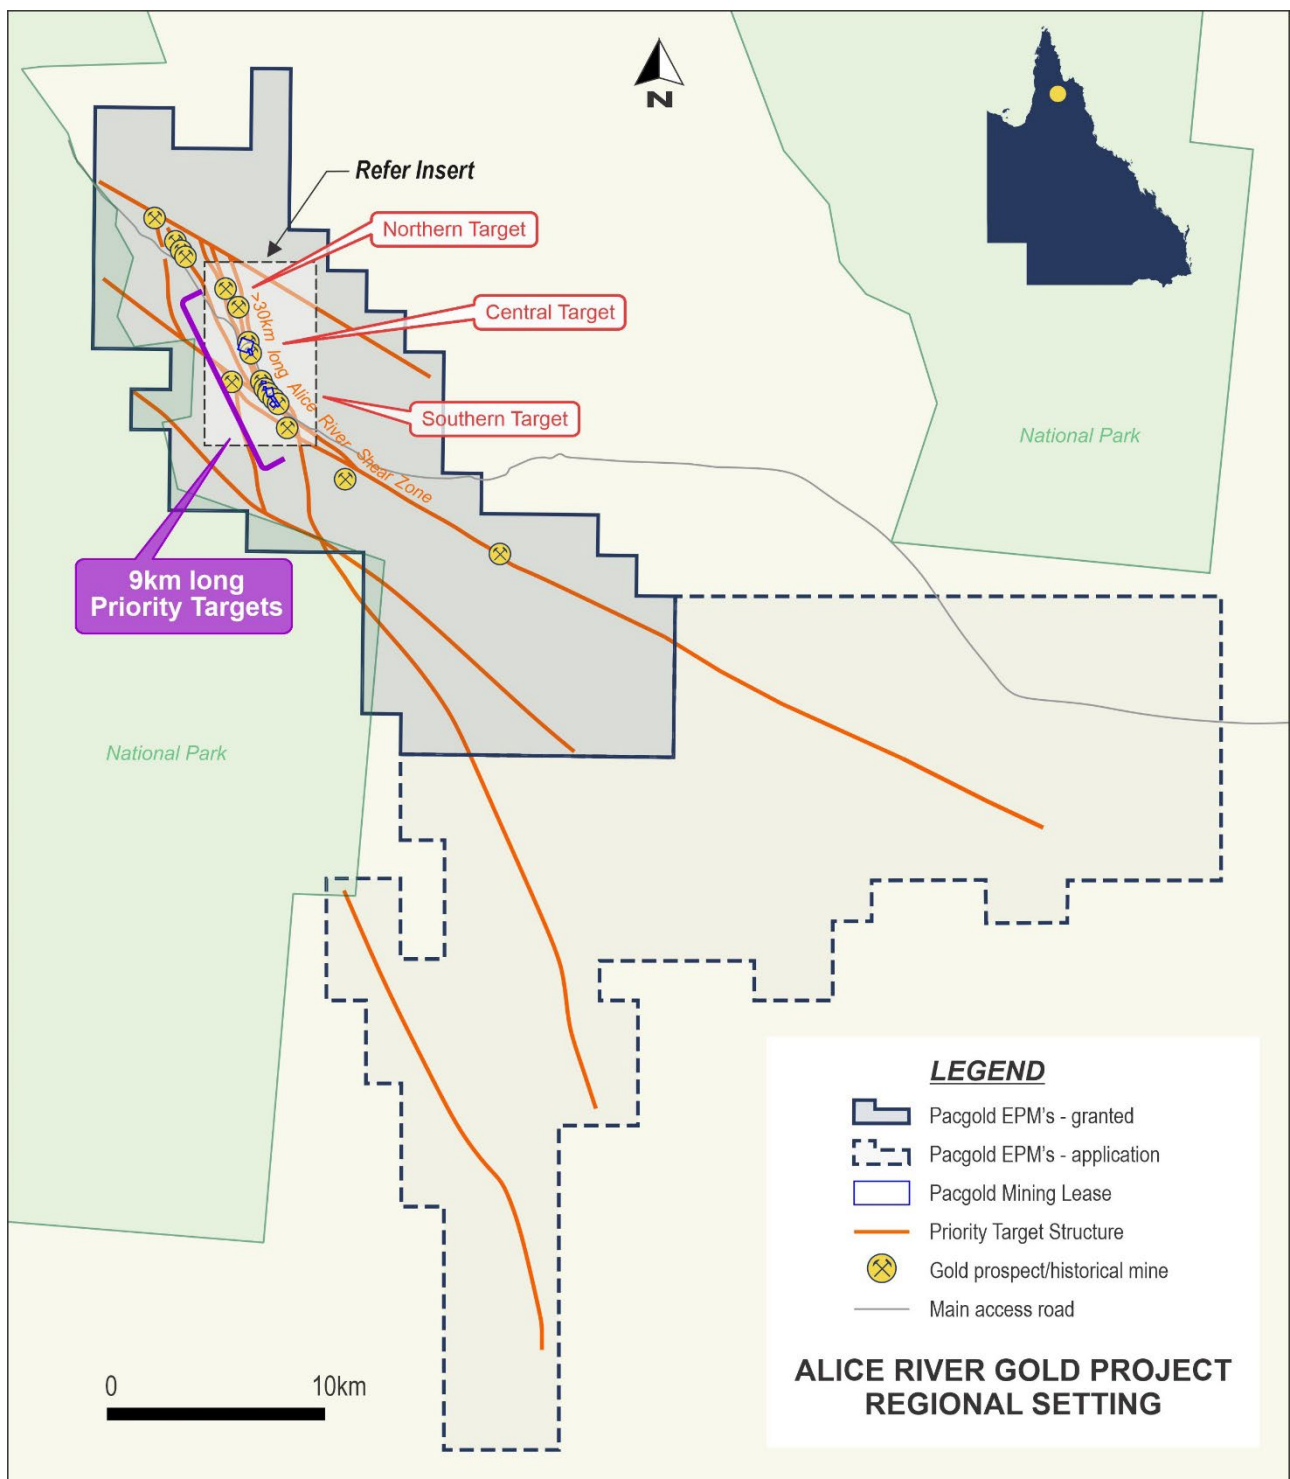 N
Refer Insert
Northern Target
Central Target
Southern Target
>30km long Alice River Shear Zone
National Park
9km long
Priority Targets
National Park
LEGEND
Pacgold EPM's - granted
Pacgold EPM's - application
Pacgold Mining Lease
Priority Target Structure
Gold prospect/historical mine
Main access road
ALICE RIVER GOLD PROJECT
REGIONAL SETTING
0 10km